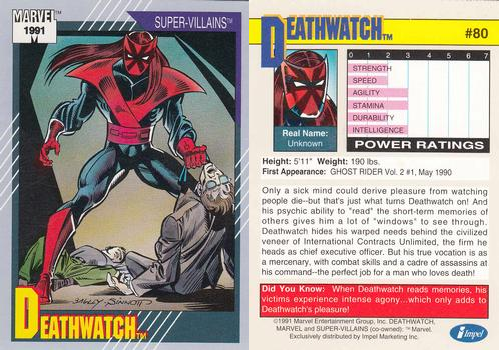 MARVEL
1991
SUPER-VILLAINS™
BAGLEY - SINNOTT
DEATHWATCH™
DEATHWATCH™
#80
Real Name:
Unknown
0 1 2 3 4 5 6 7
STRENGTH
SPEED
AGILITY
STAMINA
DURABILITY
INTELLIGENCE
POWER RATINGS
Height: 5'11" Weight: 190 lbs.
First Appearance: GHOST RIDER Vol. 2 #1, May 1990
Only a sick mind could derive pleasure from watching
people die--but that's just what turns Deathwatch on! And
his psychic ability to "read" the short-term memories of
others gives him a lot of "windows" to see through.
Deathwatch hides his warped needs behind the civilized
veneer of International Contracts Unlimited, the firm he
heads as chief executive officer. But his true vocation is as
a mercenary, with combat skills and a cadre of assassins at
his command--the perfect job for a man who loves death!
Did You Know: When Deathwatch reads memories, his
victims experience intense agony...which only adds to
Deathwatch's pleasure!
©1991 Marvel Entertainment Group, Inc. DEATHWATCH,
MARVEL and SUPER-VILLAINS (co-owned): ™ Marvel.
Exclusively distributed by Impel Marketing Inc.
impel